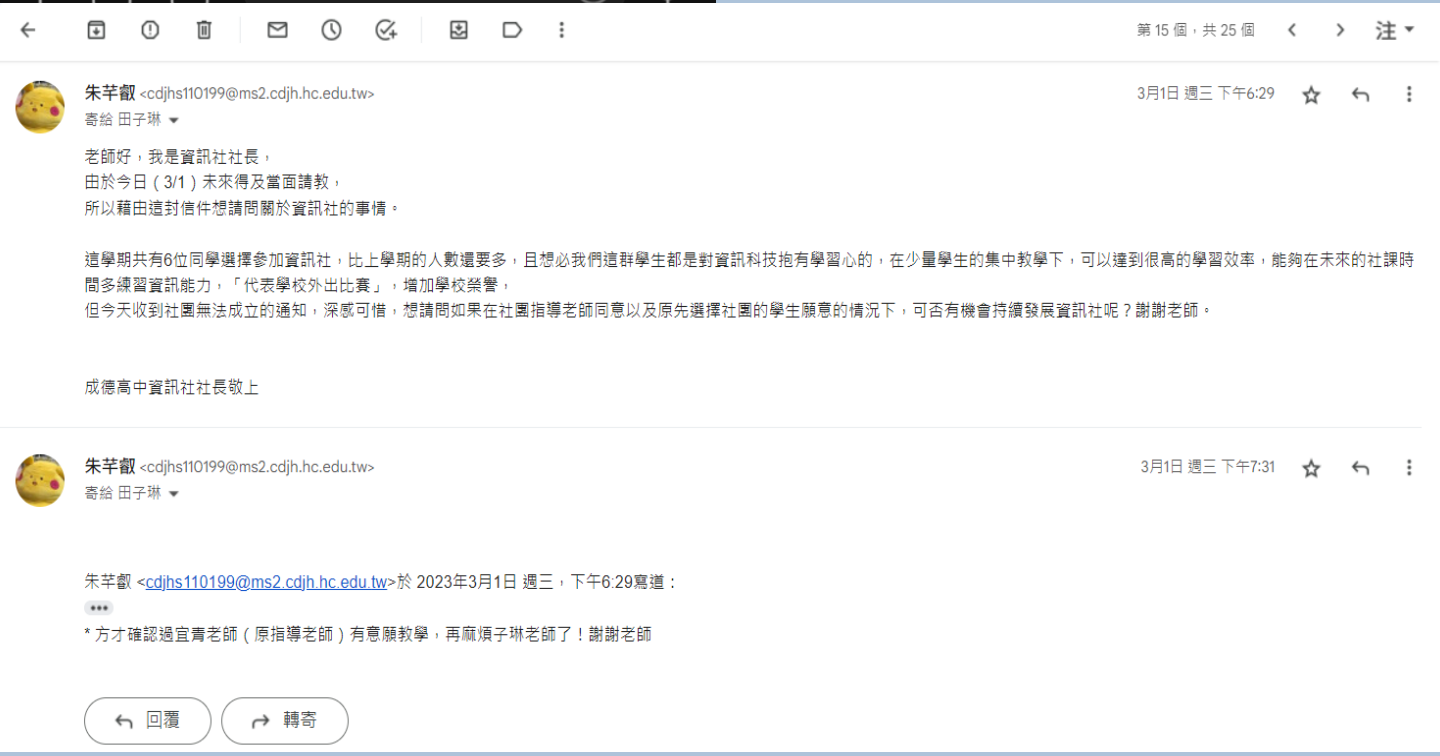 第 15 個，共 25 個
注
朱芊叡 <cdjhs110199@ms2.cdjh.hc.edu.tw>
3月1日 週三 下午6:29
寄給 田子琳
老師好，我是資訊社社長，
由於今日（3/1）未來得及當面請教，
所以藉由這封信件想請問關於資訊社的事情。
這學期共有6位同學選擇參加資訊社，比上學期的人數還要多，且想必我們這群學生都是對資訊科技抱有學習心的，在少量學生的集中教學下，可以達到很高的學習效率，能夠在未來的社課時
間多練習資訊能力，「代表學校外出比賽」，增加學校榮譽，
但今天收到社團無法成立的通知，深感可惜，想請問如果在社團指導老師同意以及原先選擇社團的學生願意的情況下，可否有機會持續發展資訊社呢？謝謝老師。
成德高中資訊社社長敬上
朱芊叡 <cdjhs110199@ms2.cdjh.hc.edu.tw>
3月1日 週三 下午7:31
寄給 田子琳
朱芊叡 <cdjhs110199@ms2.cdjh.hc.edu.tw>於 2023年3月1日 週三，下午6:29寫道：
* 方才確認過宜青老師（原指導老師）有意願教學，再麻煩子琳老師了！謝謝老師
回覆
轉寄